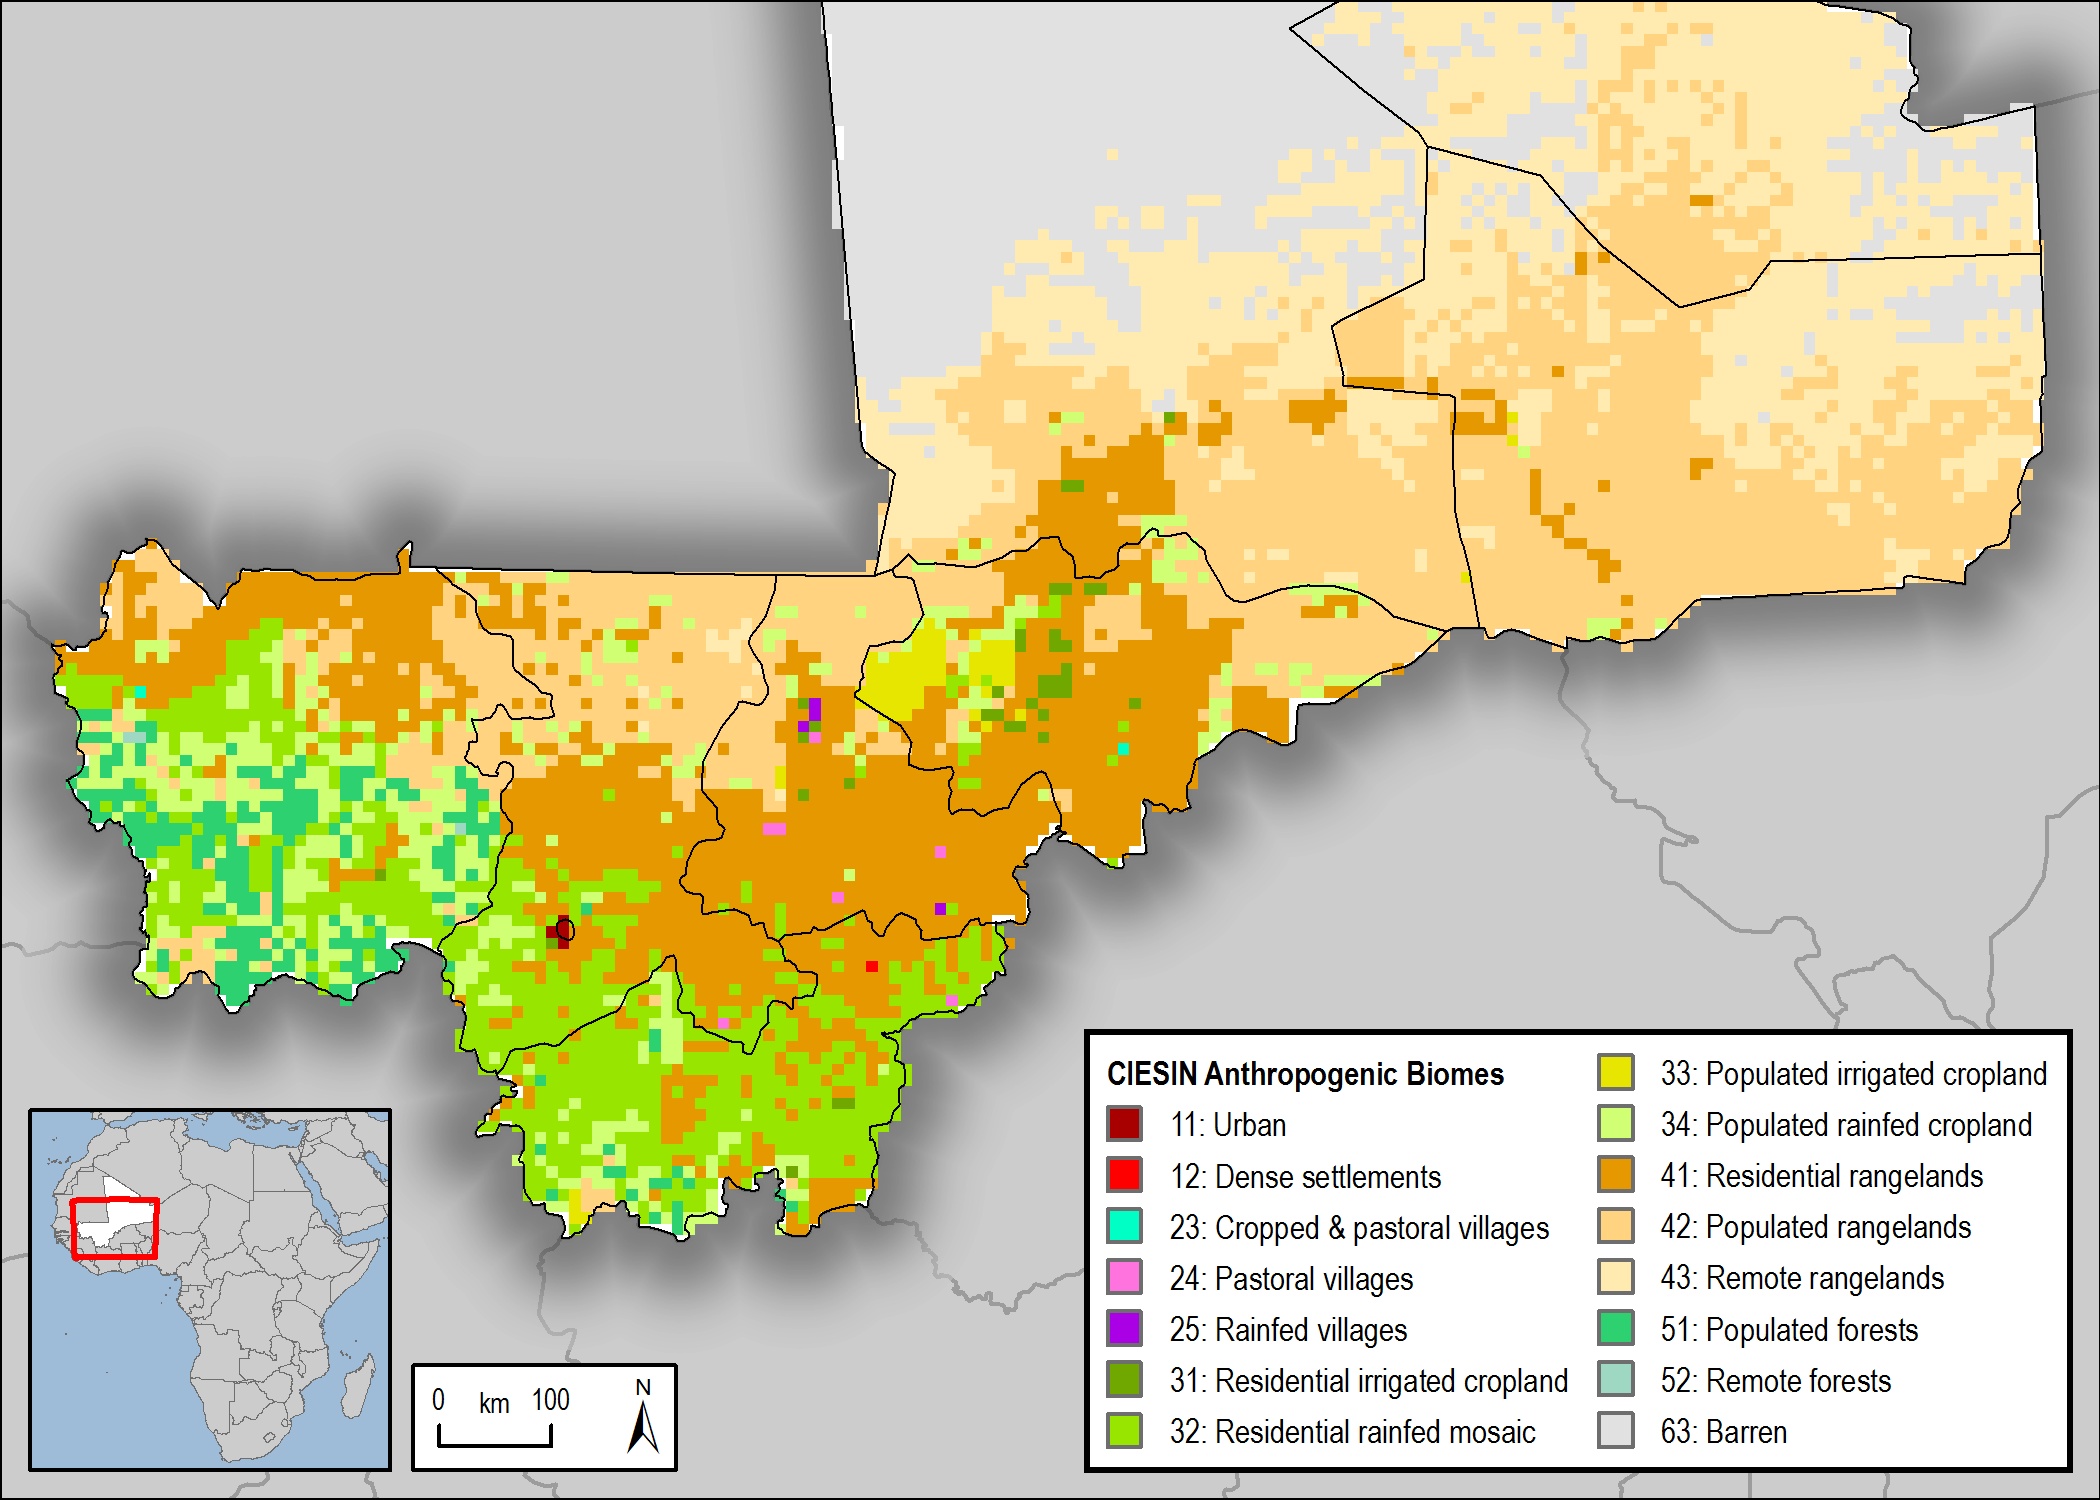 CIESIN Anthropogenic Biomes
11: Urban
12: Dense settlements
23: Cropped & pastoral villages
24: Pastoral villages
25: Rainfed villages
31: Residential irrigated cropland
32: Residential rainfed mosaic
33: Populated irrigated cropland
34: Populated rainfed cropland
41: Residential rangelands
42: Populated rangelands
43: Remote rangelands
51: Populated forests
52: Remote forests
63: Barren
0 km 100
N